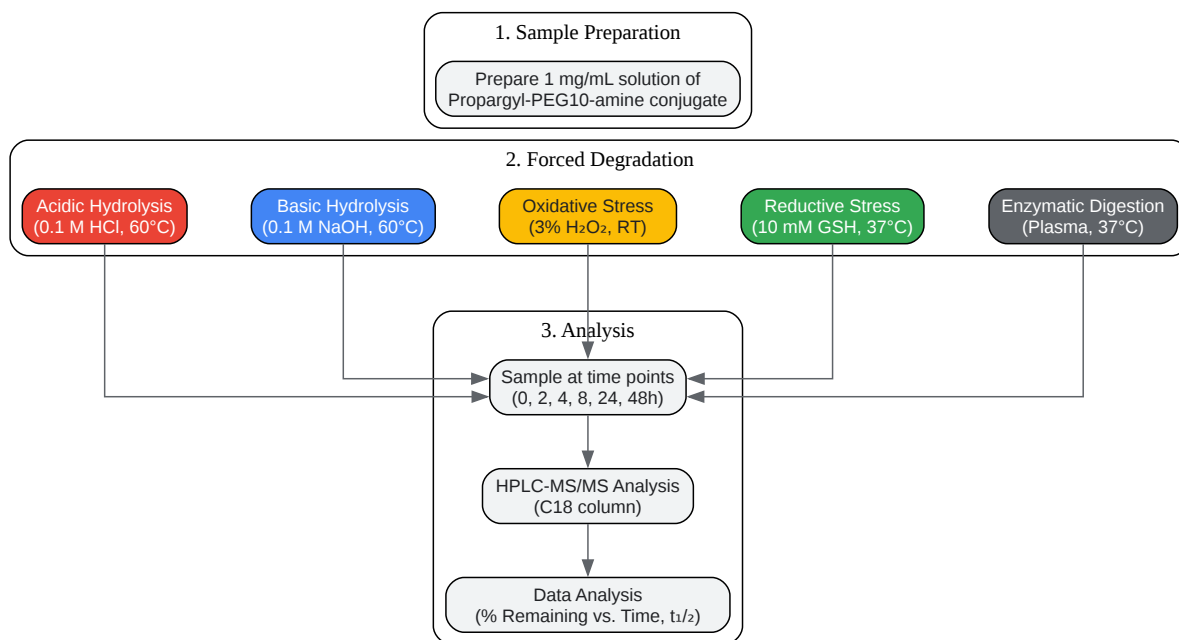 1. Sample Preparation
Prepare 1 mg/mL solution of
Propargyl-PEG10-amine conjugate
2. Forced Degradation
Acidic Hydrolysis
(0.1 M HCl, 60°C)
Basic Hydrolysis
(0.1 M NaOH, 60°C)
Oxidative Stress
(3% H₂O₂, RT)
Reductive Stress
(10 mM GSH, 37°C)
Enzymatic Digestion
(Plasma, 37°C)
3. Analysis
Sample at time points
(0, 2, 4, 8, 24, 48h)
HPLC-MS/MS Analysis
(C18 column)
Data Analysis
(% Remaining vs. Time, t₁/₂)